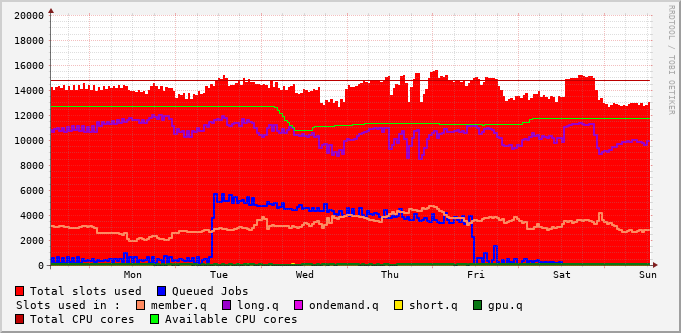 20000
18000
16000
14000
12000
10000
8000
6000
4000
2000
0
Mon Tue Wed Thu Fri Sat Sun
Total slots used Queued Jobs
Slots used in : member.q long.q ondemand.q short.q gpu.q
Total CPU cores Available CPU cores
RRDTOOL / TOBI OETIKER